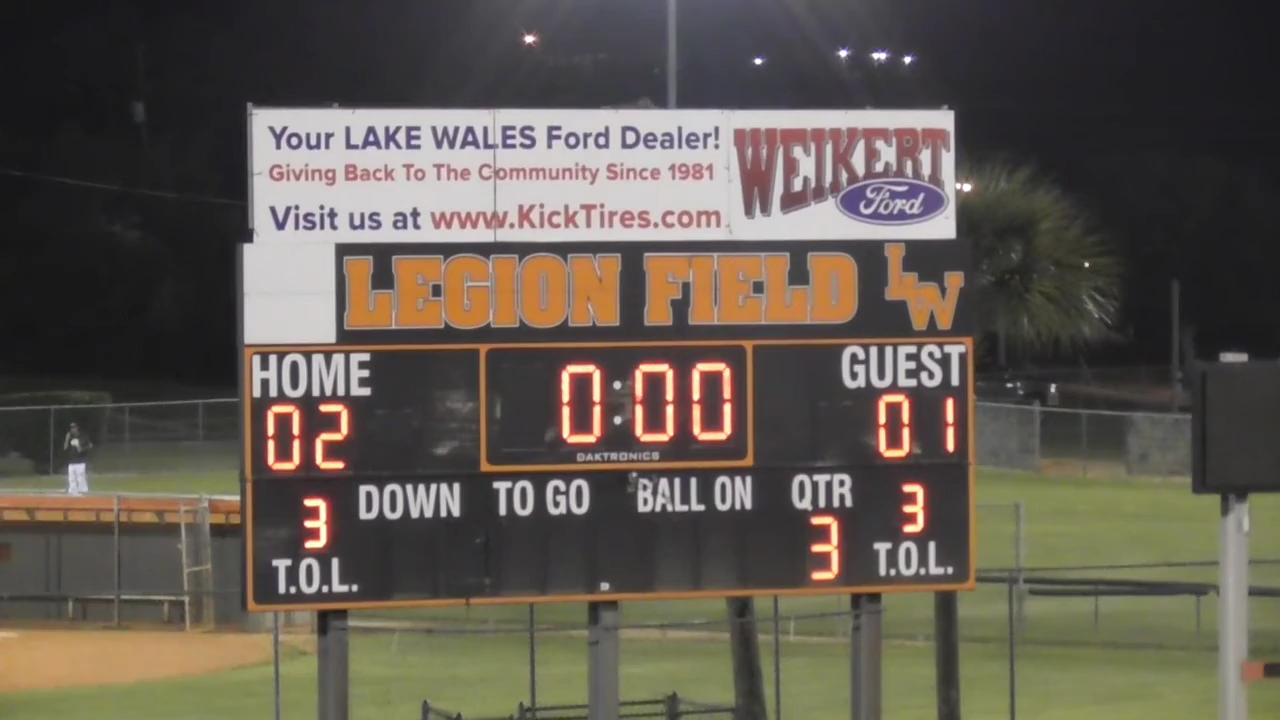 Your LAKE WALES Ford Dealer!
Giving Back To The Community Since 1981
Visit us at www.KickTires.com
WEIKERT
Ford
LEGION FIELD LW
HOME 0:00 GUEST
02 01
DAKTRONICS
3 DOWN TO GO BALL ON QTR 3
3
T.O.L. T.O.L.